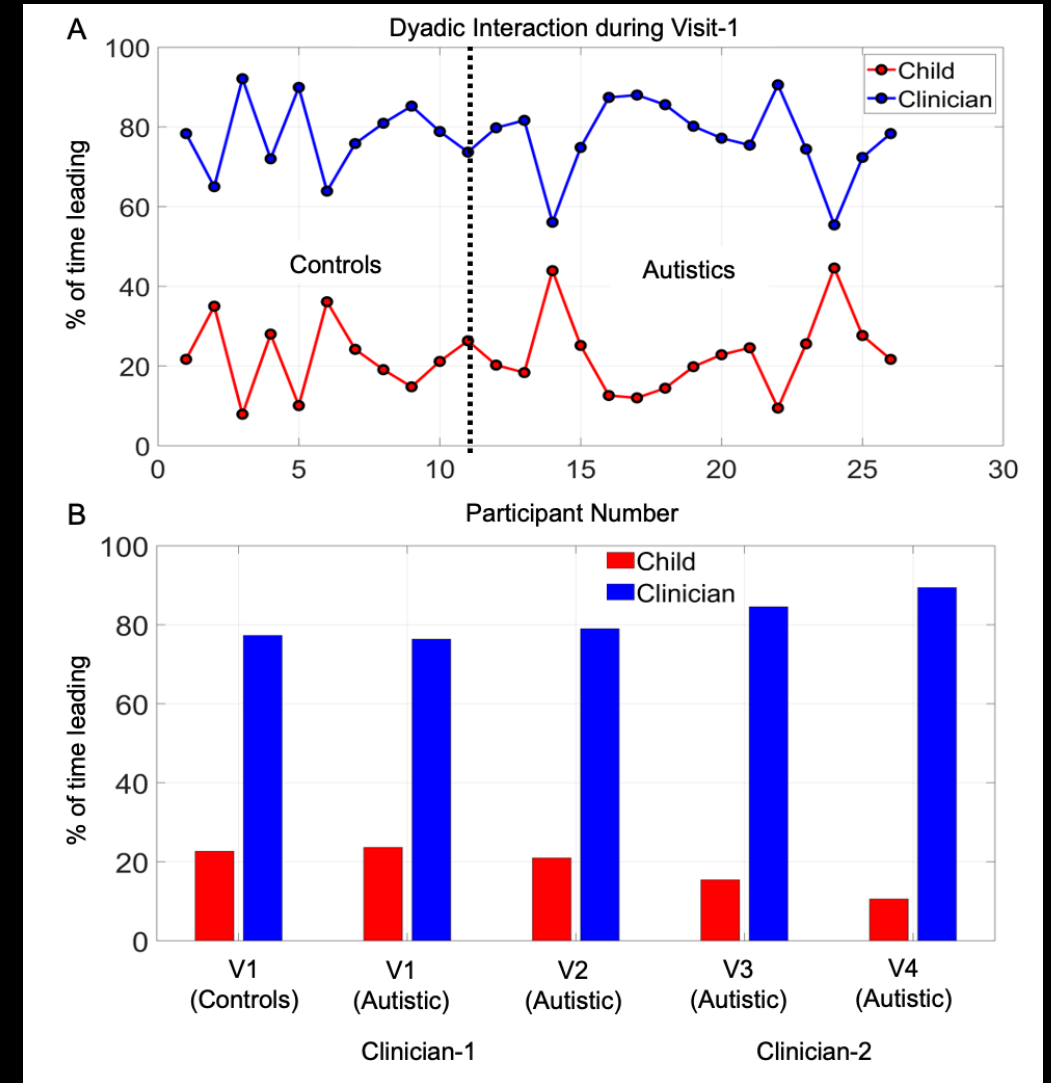 A
Dyadic Interaction during Visit-1
100
80
60
40
20
0
% of time leading
Child
Clinician
Controls
Autistics
0 5 10 15 20 25 30
Participant Number
B
100
80
60
40
20
0
% of time leading
Child
Clinician
V1 V1 V2 V3 V4
(Controls) (Autistic) (Autistic) (Autistic) (Autistic)
Clinician-1 Clinician-2